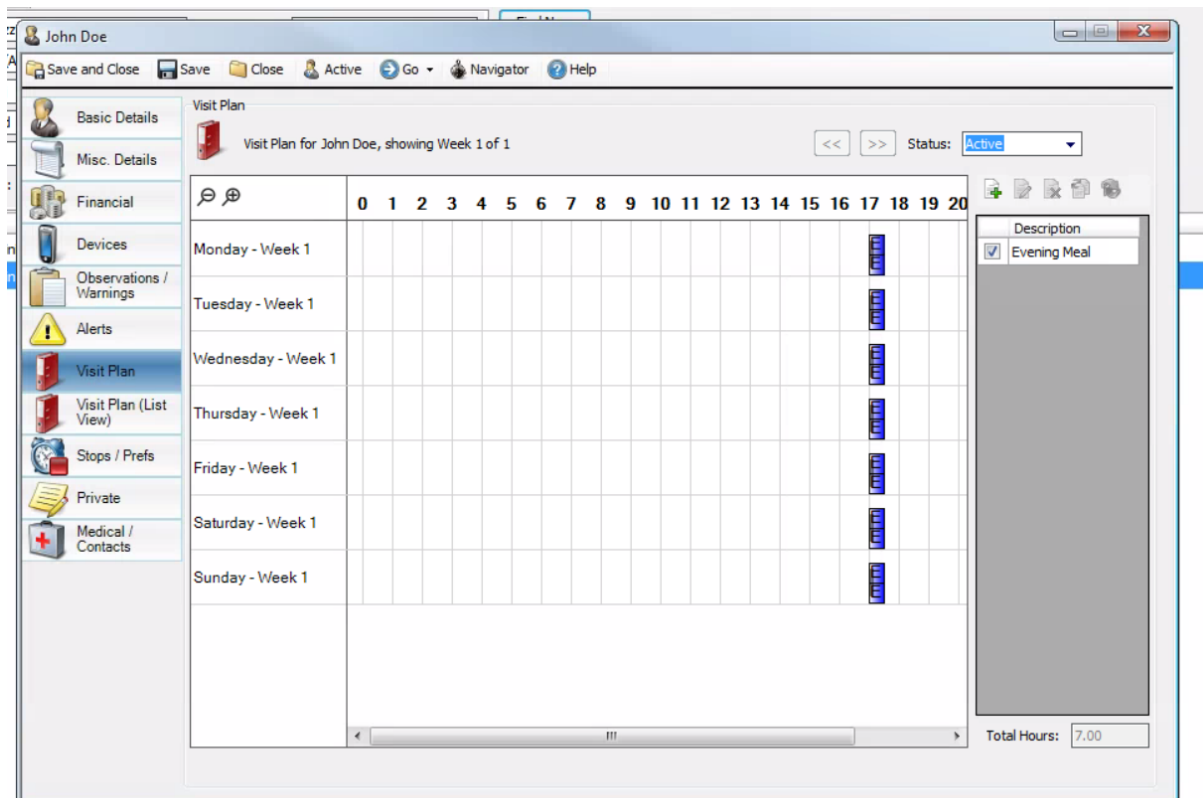 John Doe
Save and Close Save Close Active Go Navigator Help
Basic Details
Misc. Details
Financial
Devices
Observations /
Warnings
Alerts
Visit Plan
Visit Plan (List
View)
Stops / Prefs
Private
Medical /
Contacts
Visit Plan
Visit Plan for John Doe, showing Week 1 of 1
<< >> Status: Active
0 1 2 3 4 5 6 7 8 9 10 11 12 13 14 15 16 17 18 19 20
Monday - Week 1 E E
Tuesday - Week 1 E E
Wednesday - Week 1 E E
Thursday - Week 1 E E
Friday - Week 1 E E
Saturday - Week 1 E E
Sunday - Week 1 E E
Description
Evening Meal
Total Hours: 7.00